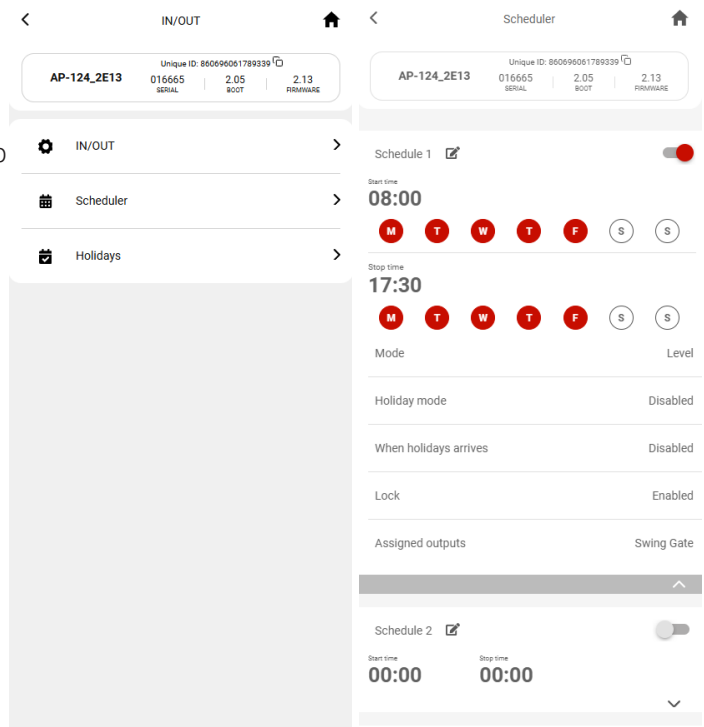 IN/OUT
Unique ID: 860696061789339
AP-124_2E13
016665 2.05 2.13
SERIAL BOOT FIRMWARE
IN/OUT
Scheduler
Holidays
Scheduler
Unique ID: 860696061789339
AP-124_2E13
016665 2.05 2.13
SERIAL BOOT FIRMWARE
Schedule 1
Start time
08:00
M T W T F S S
Stop time
17:30
M T W T F S S
Mode Level
Holiday mode Disabled
When holidays arrives Disabled
Lock Enabled
Assigned outputs Swing Gate
Schedule 2
Start time Stop time
00:00 00:00